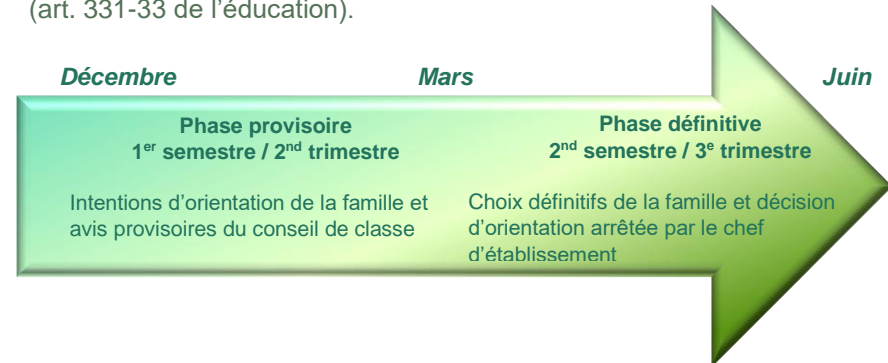 (art. 331-33 de l’éducation).
Décembre Mars Juin
Phase provisoire
1er semestre / 2nd trimestre
Intentions d’orientation de la famille et
avis provisoires du conseil de classe
Phase définitive
2nd semestre / 3e trimestre
Choix définitifs de la famille et décision
d’orientation arrêtée par le chef
d’établissement